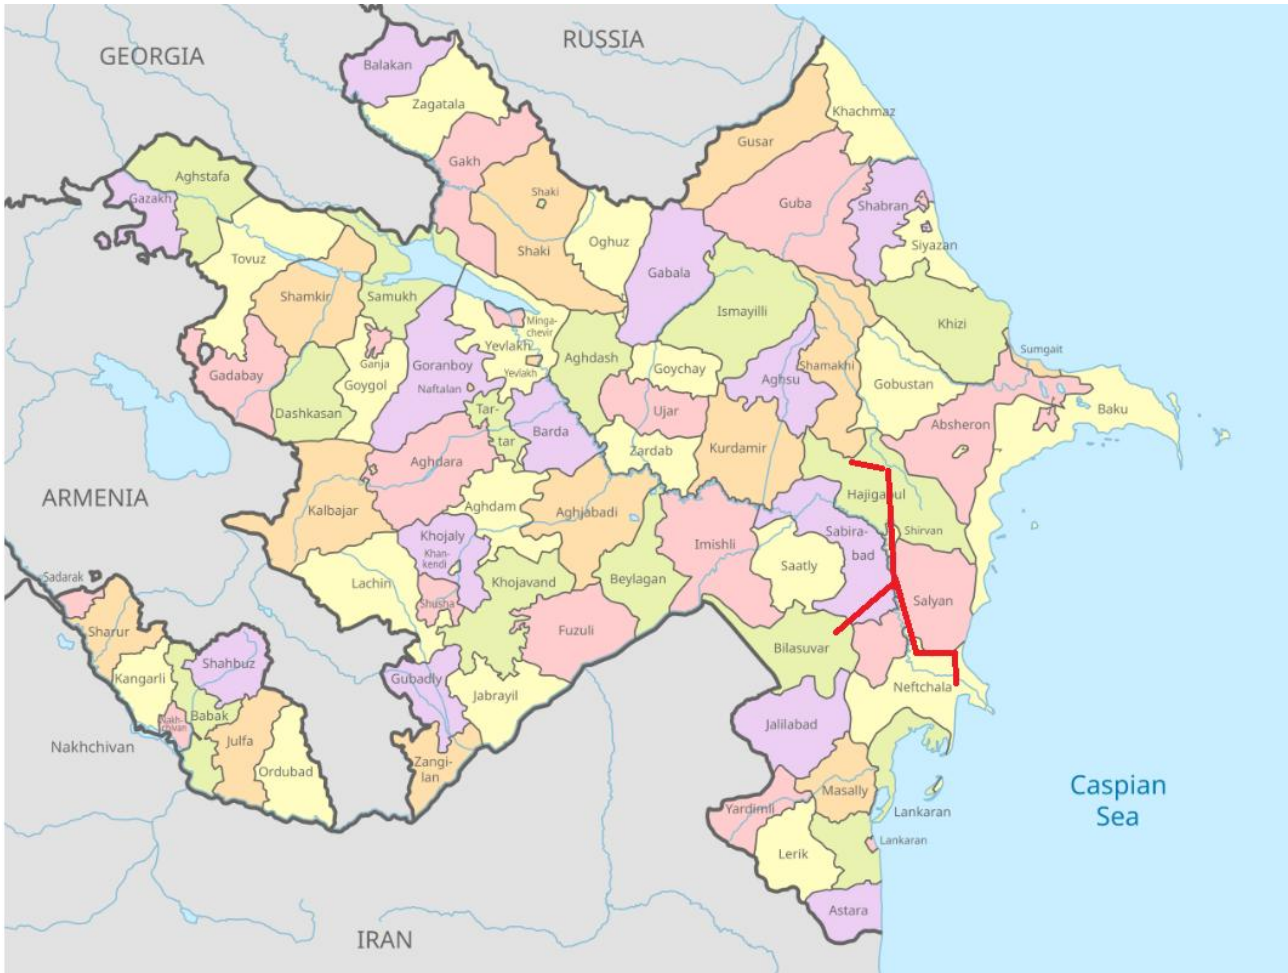 RUSSIA
GEORGIA
Balakan
Zagatala
Khachmaz
Gusar
Gakh
Aghstafa
Shaki
Gazakh
Guba
Shabran
Oghuz
Siyazan
Shaki
Tovuz
Gabala
Shamkir
Samukh
Ismayilli
Khizi
Minga-
chevir
Yevlakh
Sumgait
Aghdash
Ganja
Goranboy
Goychay
Shamakhi
Yevlakh
Gadabay
Goygol
Naftalan
Aghsu
Gobustan
Baku
Dashkasan
Tar-
tar
Ujar
Absheron
Barda
Zardab
Kurdamir
Aghdara
ARMENIA
Hajigabul
Kalbajar
Aghdam
Aghjabadi
Khojaly
Sabira-
bad
Shirvan
Imishli
Khan-
kendi
Saatly
Sadarak
Lachin
Khojavand
Beylagan
Shusha
Salyan
Sharur
Fuzuli
Bilasuvar
Shahbuz
Kangarli
Gubadly
Jabrayil
Neftchala
Nakh-
chivan
Babak
Jalilabad
Julfa
Nakhchivan
Zangi-
lan
Ordubad
Caspian
Sea
Masally
Yardimli
Lankaran
Lankaran
Lerik
Astara
IRAN